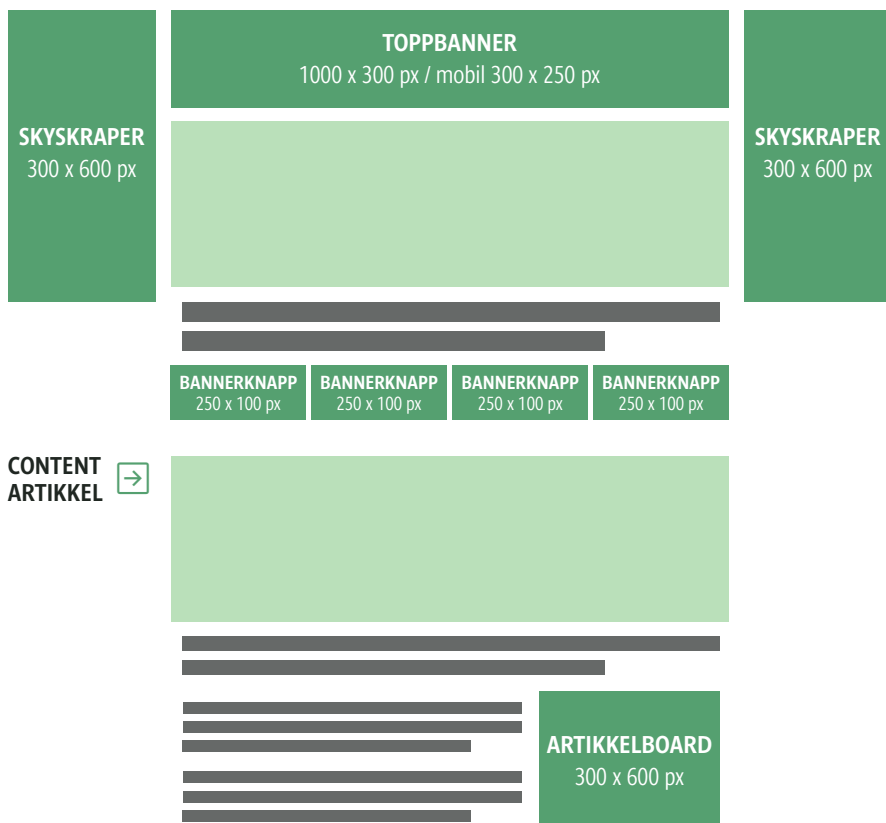 TOPPBANNER
1000 x 300 px / mobil 300 x 250 px
SKYSKRAPER
300 x 600 px
SKYSKRAPER
300 x 600 px
BANNERKNAPP
250 x 100 px
BANNERKNAPP
250 x 100 px
BANNERKNAPP
250 x 100 px
BANNERKNAPP
250 x 100 px
CONTENT
ARTIKKEL
ARTIKKELBOARD
300 x 600 px